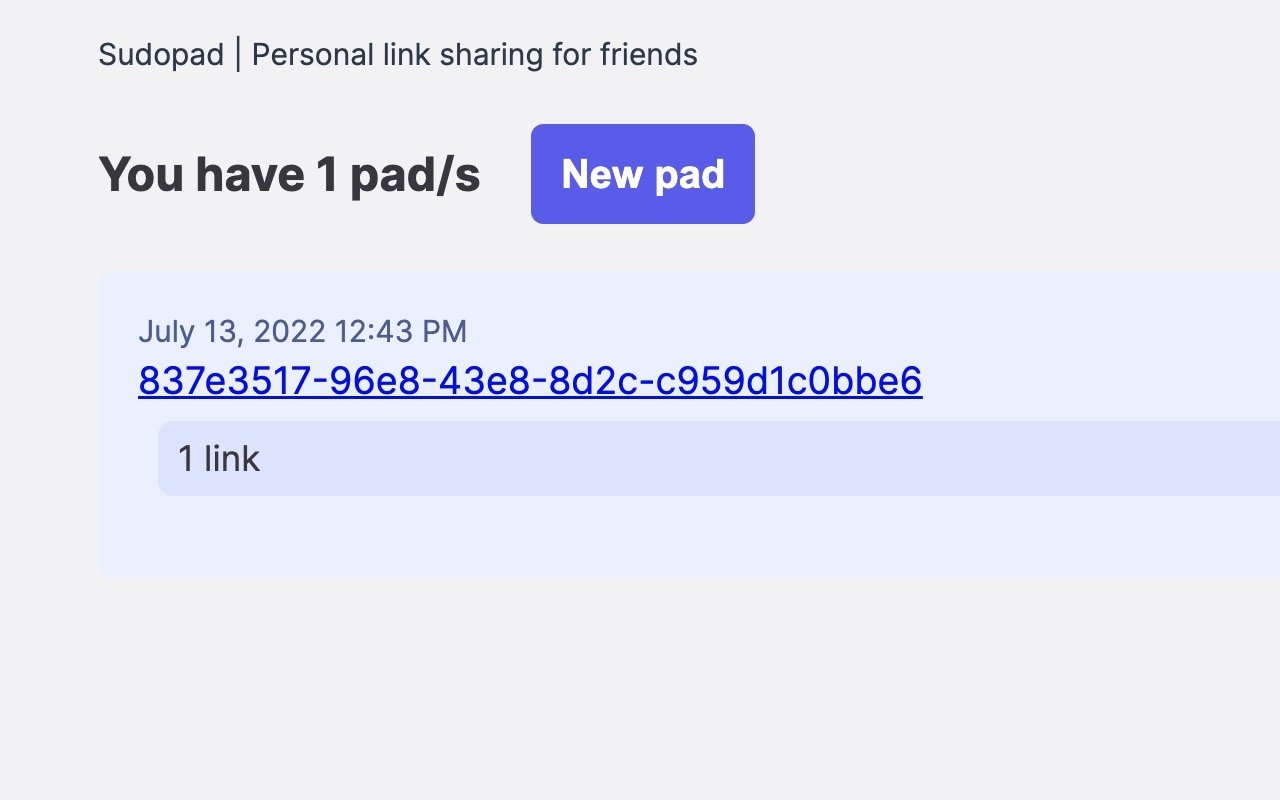 Sudopad | Personal link sharing for friends
You have 1 pad/s
New pad
July 13, 2022 12:43 PM
837e3517-96e8-43e8-8d2c-c959d1c0bbe6
1 link